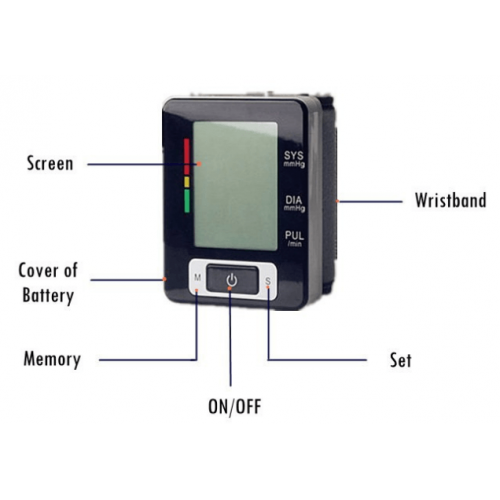 Screen
SYS
mmHg
Wristband
DIA
mmHg
PUL
/min
Cover of
Battery
M
S
Memory
Set
ON/OFF